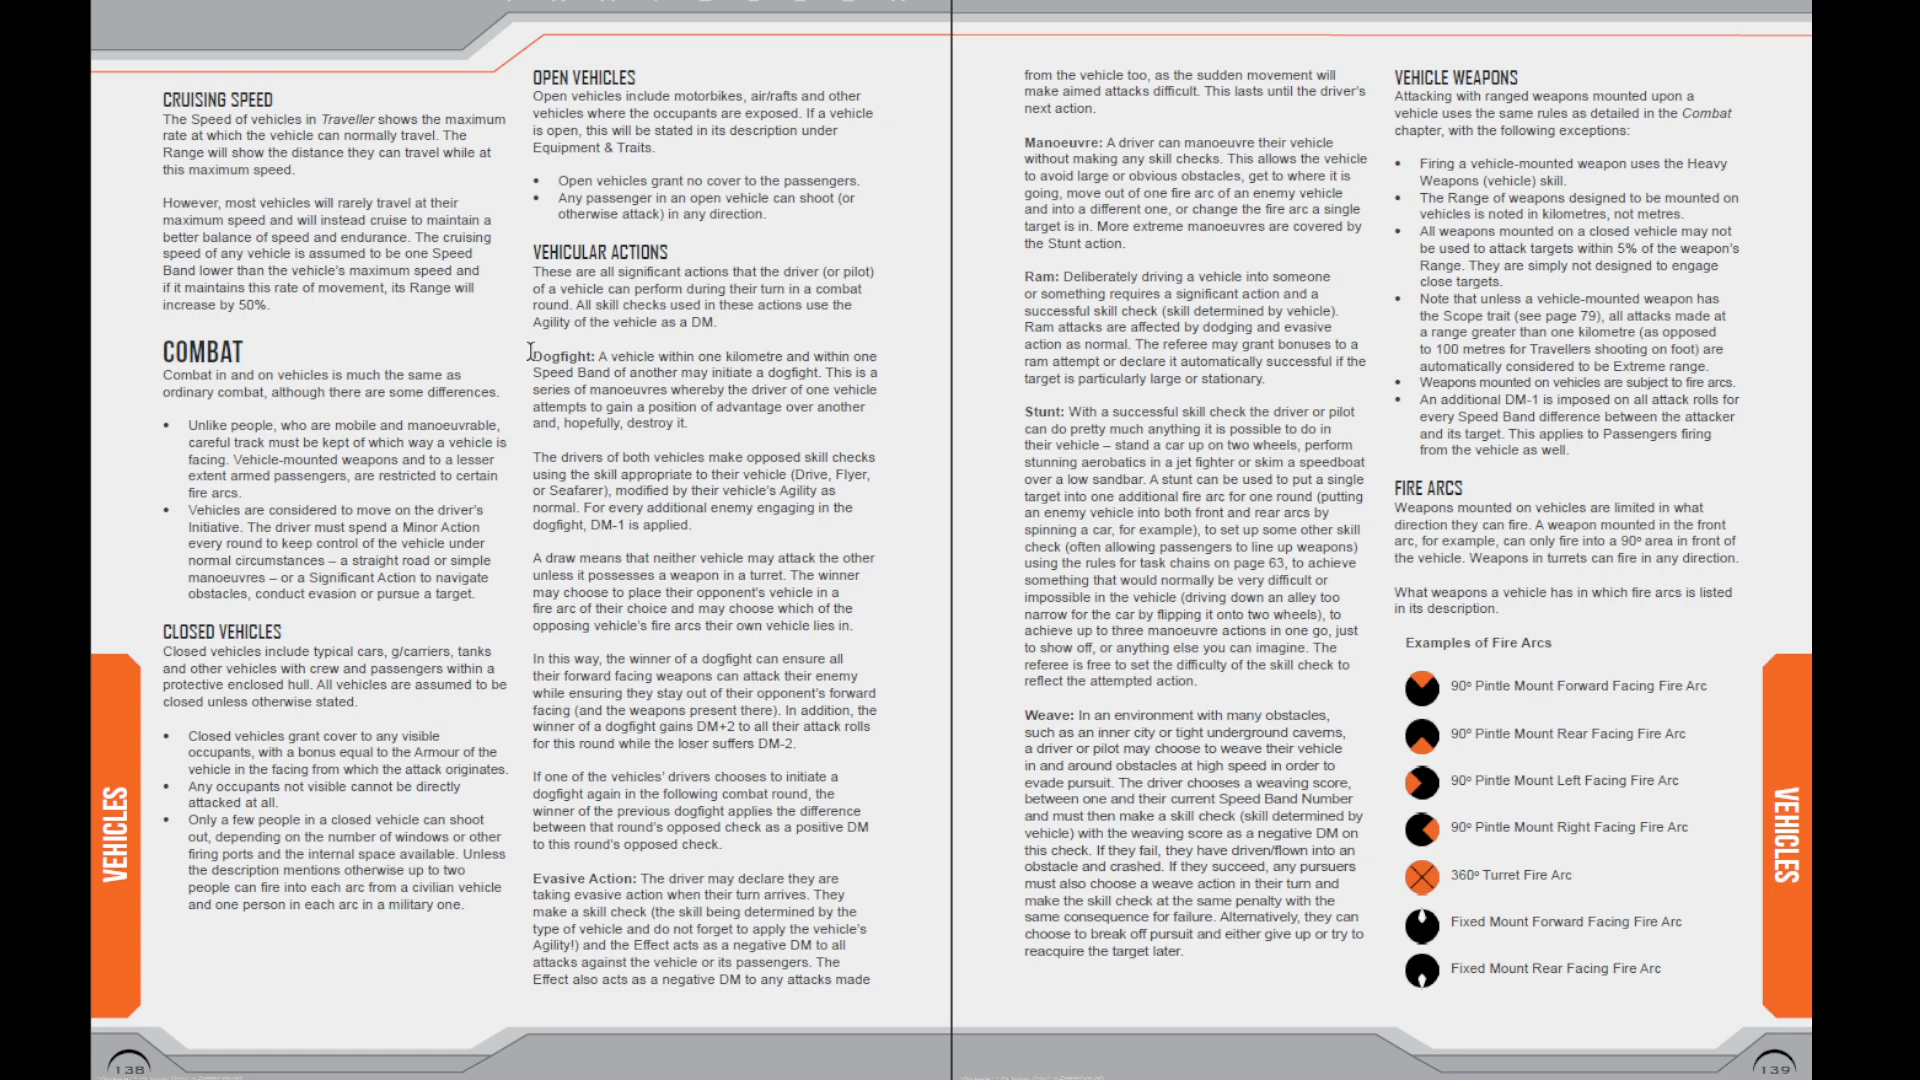 CRUISING SPEED
The Speed of vehicles in Traveller shows the maximum
rate at which the vehicle can normally travel. The
Range will show the distance they can travel while at
this maximum speed.
However, most vehicles will rarely travel at their
maximum speed and will instead cruise to maintain a
better balance of speed and endurance. The cruising
speed of any vehicle is assumed to be one Speed
Band lower than the vehicle's maximum speed and
if it maintains this rate of movement, its Range will
increase by 50%.
COMBAT
Combat in and on vehicles is much the same as
ordinary combat, although there are some differences.
• Unlike people, who are mobile and manoeuvrable,
careful track must be kept of which way a vehicle is
facing. Vehicle-mounted weapons and to a lesser
extent armed passengers, are restricted to certain
fire arcs.
• Vehicles are considered to move on the driver's
Initiative. The driver must spend a Minor Action
every round to keep control of the vehicle under
normal circumstances – a straight road or simple
manoeuvres – or a Significant Action to navigate
obstacles, conduct evasion or pursue a target.
CLOSED VEHICLES
Closed vehicles include typical cars, g/carriers, tanks
and other vehicles with crew and passengers within a
protective enclosed hull. All vehicles are assumed to be
closed unless otherwise stated.
• Closed vehicles grant cover to any visible
occupants, with a bonus equal to the Armour of the
vehicle in the facing from which the attack originates.
• Any occupants not visible cannot be directly
attacked at all.
• Only a few people in a closed vehicle can shoot
out, depending on the number of windows or other
firing ports and the internal space available. Unless
the description mentions otherwise up to two
people can fire into each arc from a civilian vehicle
and one person in each arc in a military one.
OPEN VEHICLES
Open vehicles include motorbikes, air/rafts and other
vehicles where the occupants are exposed. If a vehicle
is open, this will be stated in its description under
Equipment & Traits.
• Open vehicles grant no cover to the passengers.
• Any passenger in an open vehicle can shoot (or
otherwise attack) in any direction.
VEHICULAR ACTIONS
These are all significant actions that the driver (or pilot)
of a vehicle can perform during their turn in a combat
round. All skill checks used in these actions use the
Agility of the vehicle as a DM.
Dogfight: A vehicle within one kilometre and within one
Speed Band of another may initiate a dogfight. This is a
series of manoeuvres whereby the driver of one vehicle
attempts to gain a position of advantage over another
and, hopefully, destroy it.
The drivers of both vehicles make opposed skill checks
using the skill appropriate to their vehicle (Drive, Flyer,
or Seafarer), modified by their vehicle's Agility as
normal. For every additional enemy engaging in the
dogfight, DM-1 is applied.
A draw means that neither vehicle may attack the other
unless it possesses a weapon in a turret. The winner
may choose to place their opponent's vehicle in a
fire arc of their choice and may choose which of the
opposing vehicle's fire arcs their own vehicle lies in.
In this way, the winner of a dogfight can ensure all
their forward facing weapons can attack their enemy
while ensuring they stay out of their opponent's forward
facing (and the weapons present there). In addition, the
winner of a dogfight gains DM+2 to all their attack rolls
for this round while the loser suffers DM-2.
If one of the vehicles' drivers chooses to initiate a
dogfight again in the following combat round, the
winner of the previous dogfight applies the difference
between that round's opposed check as a positive DM
to this round's opposed check.
Evasive Action: The driver may declare they are
taking evasive action when their turn arrives. They
make a skill check (the skill being determined by the
type of vehicle and do not forget to apply the vehicle's
Agility!) and the Effect acts as a negative DM to all
attacks against the vehicle or its passengers. The
Effect also acts as a negative DM to any attacks made
VEHICLES
138
from the vehicle too, as the sudden movement will
make aimed attacks difficult. This lasts until the driver's
next action.
Manoeuvre: A driver can manoeuvre their vehicle
without making any skill checks. This allows the vehicle
to avoid large or obvious obstacles, get to where it is
going, move out of one fire arc of an enemy vehicle
and into a different one, or change the fire arc a single
target is in. More extreme manoeuvres are covered by
the Stunt action.
Ram: Deliberately driving a vehicle into someone
or something requires a significant action and a
successful skill check (skill determined by vehicle).
Ram attacks are affected by dodging and evasive
action as normal. The referee may grant bonuses to a
ram attempt or declare it automatically successful if the
target is particularly large or stationary.
Stunt: With a successful skill check the driver or pilot
can do pretty much anything it is possible to do in
their vehicle – stand a car up on two wheels, perform
stunning aerobatics in a jet fighter or skim a speedboat
over a low sandbar. A stunt can be used to put a single
target into one additional fire arc for one round (putting
an enemy vehicle into both front and rear arcs by
spinning a car, for example), to set up some other skill
check (often allowing passengers to line up weapons)
using the rules for task chains on page 63, to achieve
something that would normally be very difficult or
impossible in the vehicle (driving down an alley too
narrow for the car by flipping it onto two wheels), to
achieve up to three manoeuvre actions in one go, just
to show off, or anything else you can imagine. The
referee is free to set the difficulty of the skill check to
reflect the attempted action.
Weave: In an environment with many obstacles,
such as an inner city or tight underground caverns,
a driver or pilot may choose to weave their vehicle
in and around obstacles at high speed in order to
evade pursuit. The driver chooses a weaving score,
between one and their current Speed Band Number
and must then make a skill check (skill determined by
vehicle) with the weaving score as a negative DM on
this check. If they fail, they have driven/flown into an
obstacle and crashed. If they succeed, any pursuers
must also choose a weave action in their turn and
make the skill check at the same penalty with the
same consequence for failure. Alternatively, they can
choose to break off pursuit and either give up or try to
reacquire the target later.
VEHICLE WEAPONS
Attacking with ranged weapons mounted upon a
vehicle uses the same rules as detailed in the Combat
chapter, with the following exceptions:
• Firing a vehicle-mounted weapon uses the Heavy
Weapons (vehicle) skill.
• The Range of weapons designed to be mounted on
vehicles is noted in kilometres, not metres.
• All weapons mounted on a closed vehicle may not
be used to attack targets within 5% of the weapon's
Range. They are simply not designed to engage
close targets.
• Note that unless a vehicle-mounted weapon has
the Scope trait (see page 79), all attacks made at
a range greater than one kilometre (as opposed
to 100 metres for Travellers shooting on foot) are
automatically considered to be Extreme range.
• Weapons mounted on vehicles are subject to fire arcs.
• An additional DM-1 is imposed on all attack rolls for
every Speed Band difference between the attacker
and its target. This applies to Passengers firing
from the vehicle as well.
FIRE ARCS
Weapons mounted on vehicles are limited in what
direction they can fire. A weapon mounted in the front
arc, for example, can only fire into a 90º area in front of
the vehicle. Weapons in turrets can fire in any direction.
What weapons a vehicle has in which fire arcs is listed
in its description.
Examples of Fire Arcs
90º Pintle Mount Forward Facing Fire Arc
90º Pintle Mount Rear Facing Fire Arc
90º Pintle Mount Left Facing Fire Arc
90º Pintle Mount Right Facing Fire Arc
360º Turret Fire Arc
Fixed Mount Forward Facing Fire Arc
Fixed Mount Rear Facing Fire Arc
VEHICLES
139